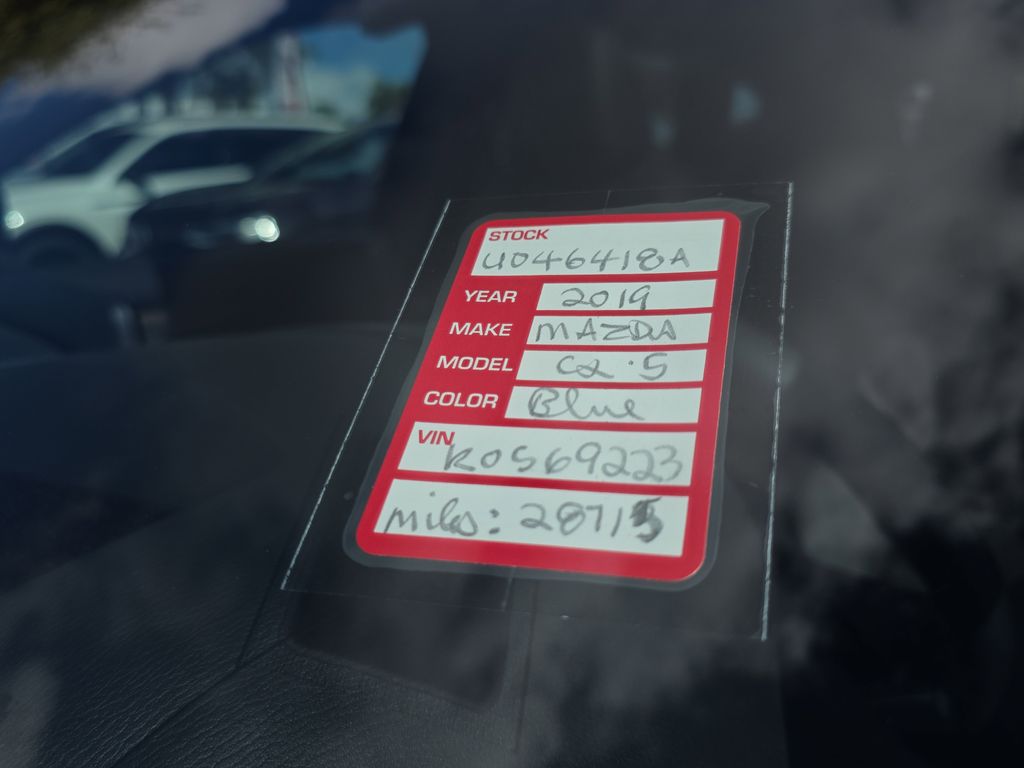 STOCK
U046418A
YEAR 2019
MAKE MAZDA
MODEL CX.5
COLOR Blue
VIN
K0569223
Miles: 28715